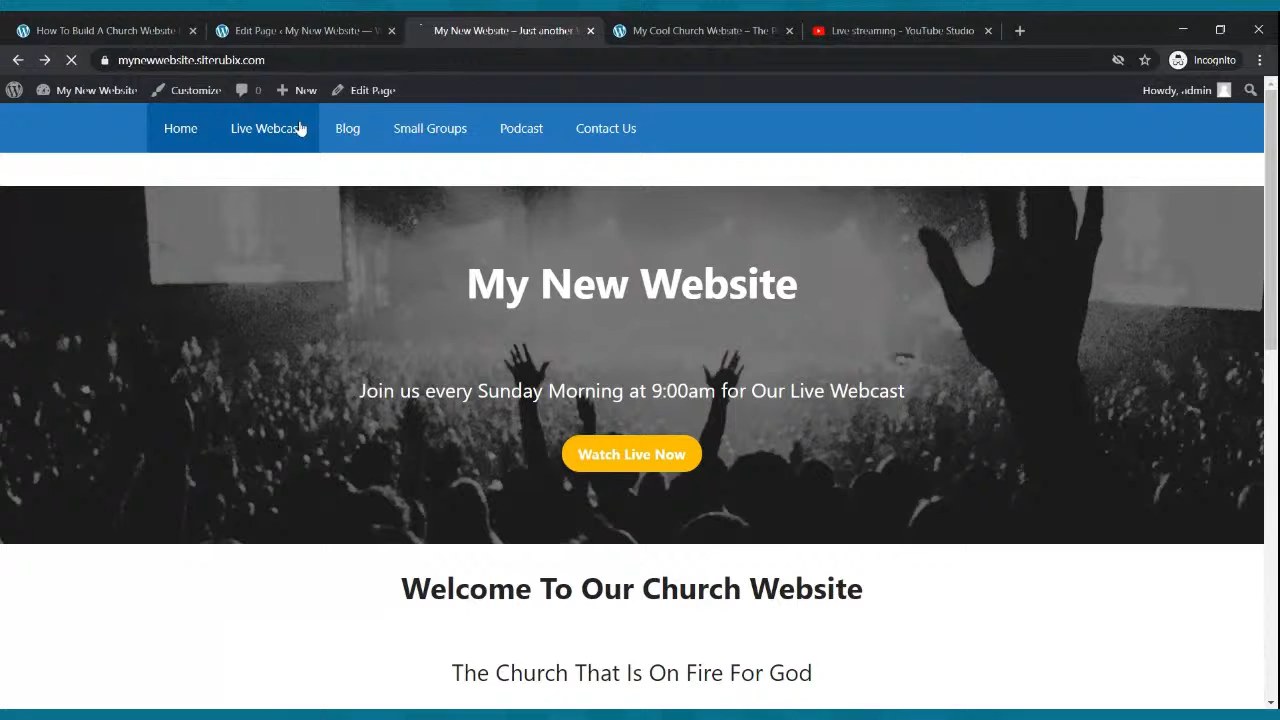 How To Build A Church Website
Edit Page ‹ My New Website —
My New Website – Just another
My Cool Church Website – The
Live streaming - YouTube Studio
mynewwebsite.siterubix.com
Incognito
My New Website
Customize
0
New
Edit Page
Howdy, admin
Home
Live Webcast
Blog
Small Groups
Podcast
Contact Us
My New Website
Join us every Sunday Morning at 9:00am for Our Live Webcast
Watch Live Now
Welcome To Our Church Website
The Church That Is On Fire For God